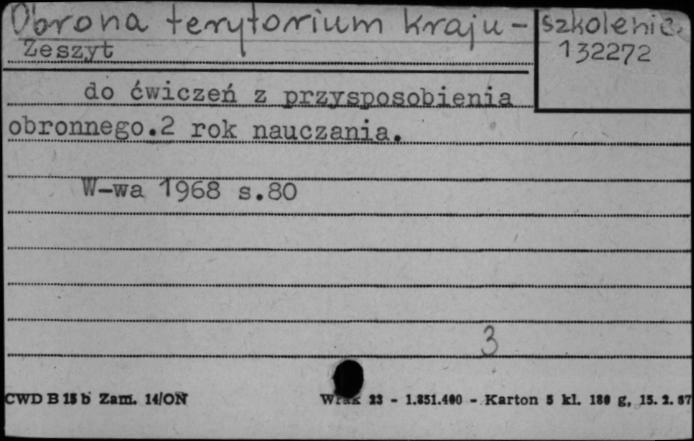 Obrona terytorium kraju - szkolenie.
Zeszyt
132272
do ćwiczeń z przysposobienia
obronnego.2 rok nauczania.
W-wa 1968 s.80
3
CWD B 15 b Zam. 14/ON
23 - 1.851.400 - Karton 5 kl. 180 g, 15. 2. 67